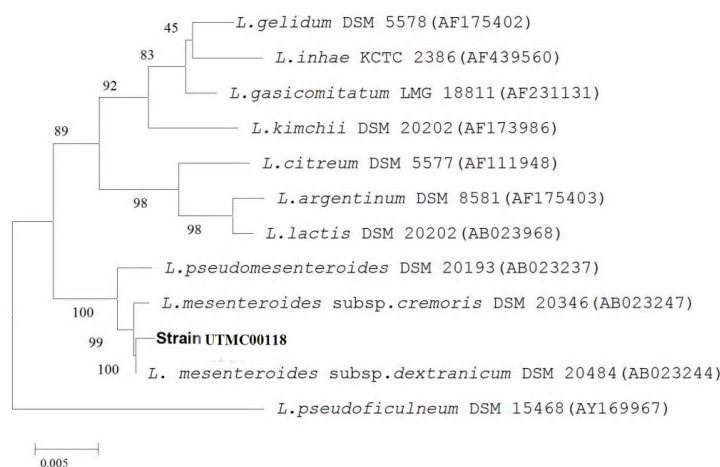 45
L.gelidum DSM 5578(AF175402)
L.inhae KCTC 2386(AF439560)
83
92
L.gasicomitatum LMG 18811(AF231131)
L.kimchii DSM 20202(AF173986)
89
L.citreum DSM 5577(AF111948)
98
L.argentinum DSM 8581(AF175403)
98
L.lactis DSM 20202(AB023968)
L.pseudomesenteroides DSM 20193(AB023237)
100
L.mesenteroides subsp.cremoris DSM 20346(AB023247)
99
Strain UTMC00118
100
L. mesenteroides subsp.dextranicum DSM 20484(AB023244)
L.pseudoficulneum DSM 15468(AY169967)
0.005